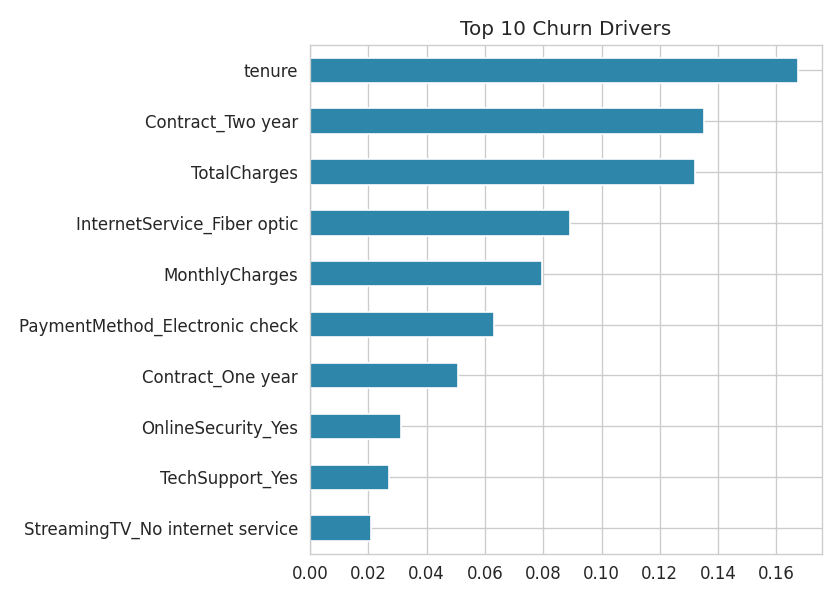 Top 10 Churn Drivers
tenure
Contract_Two year
TotalCharges
InternetService_Fiber optic
MonthlyCharges
PaymentMethod_Electronic check
Contract_One year
OnlineSecurity_Yes
TechSupport_Yes
StreamingTV_No internet service
0.00 0.02 0.04 0.06 0.08 0.10 0.12 0.14 0.16